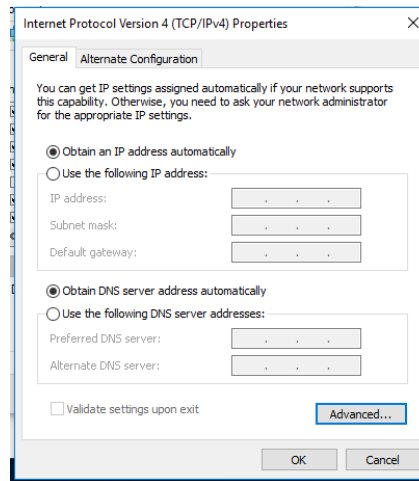 Internet Protocol Version 4 (TCP/IPv4) Properties
General
Alternate Configuration
You can get IP settings assigned automatically if your network supports
this capability. Otherwise, you need to ask your network administrator
for the appropriate IP settings.
Obtain an IP address automatically
Use the following IP address:
IP address:
Subnet mask:
Default gateway:
Obtain DNS server address automatically
Use the following DNS server addresses:
Preferred DNS server:
Alternate DNS server:
Validate settings upon exit
Advanced...
OK
Cancel